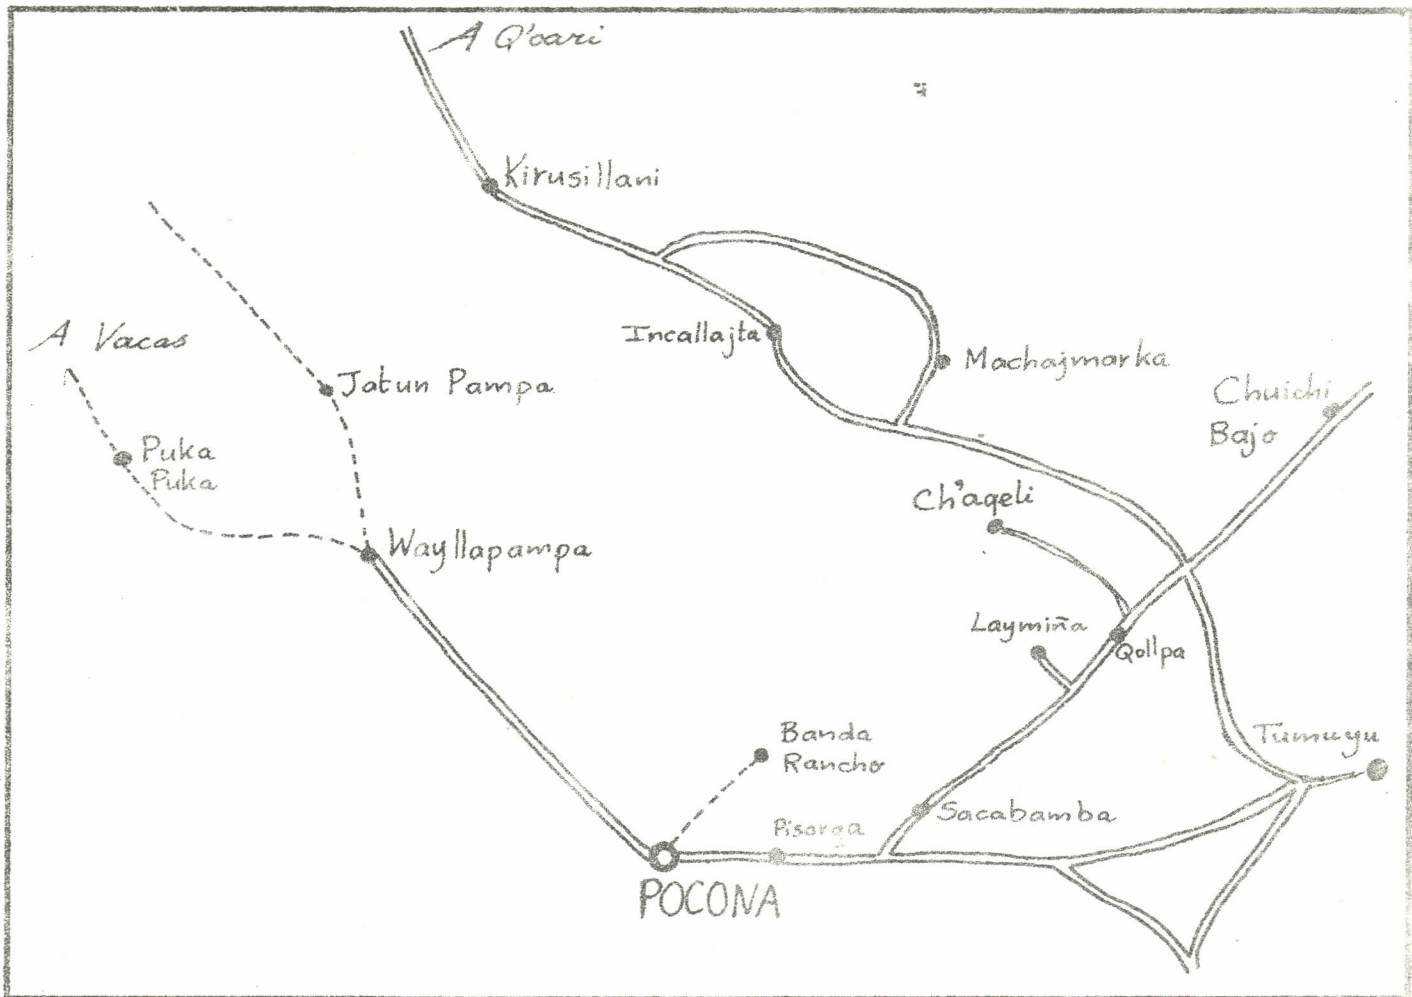 A Q'oari
Kirusillani
A Vacas
Incallajta
Machajmarka
Jatun Pampa
Chuichi
Bajo
Puka
Puka
Ch'aqeli
Wayllapampa
Laymiña
Qollpa
Banda
Rancho
Tumuyu
Sacabamba
POCONA